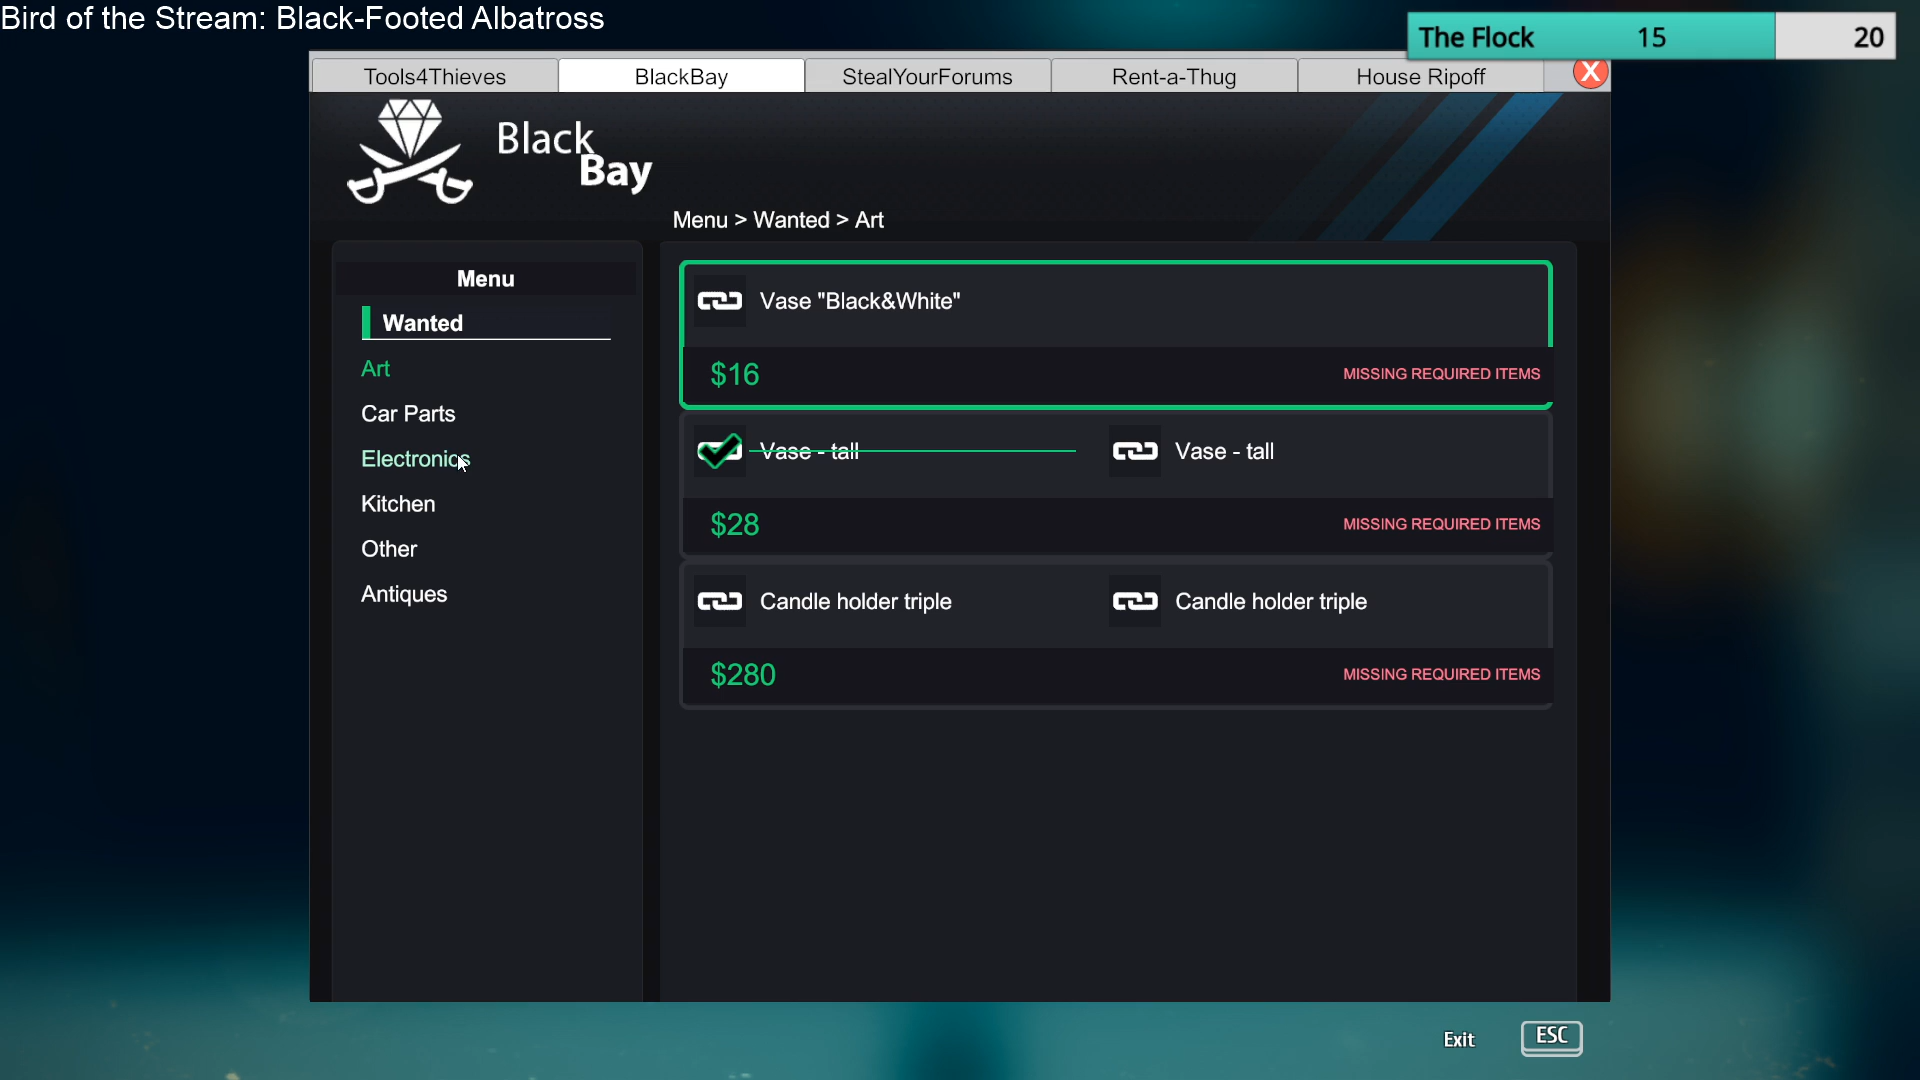 Bird of the Stream: Black-Footed Albatross
The Flock 15 20
Tools4Thieves BlackBay StealYourForums Rent-a-Thug House Ripoff X
Black
Bay
Menu > Wanted > Art
Menu
Wanted
Art
Car Parts
Electronics
Kitchen
Other
Antiques
Vase "Black&White"
$16 MISSING REQUIRED ITEMS
Vase - tall Vase - tall
$28 MISSING REQUIRED ITEMS
Candle holder triple Candle holder triple
$280 MISSING REQUIRED ITEMS
Exit ESC